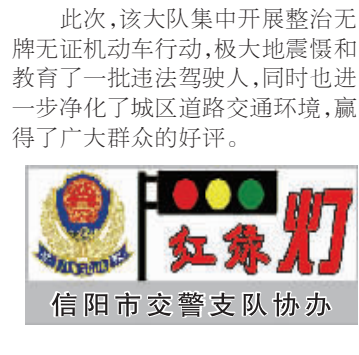 此次,该大队集中开展整治无
牌无证机动车行动,极大地震慑和
教育了一批违法驾驶人,同时也进
一步净化了城区道路交通环境,赢
得了广大群众的好评。
红绿灯
信阳市交警支队协办